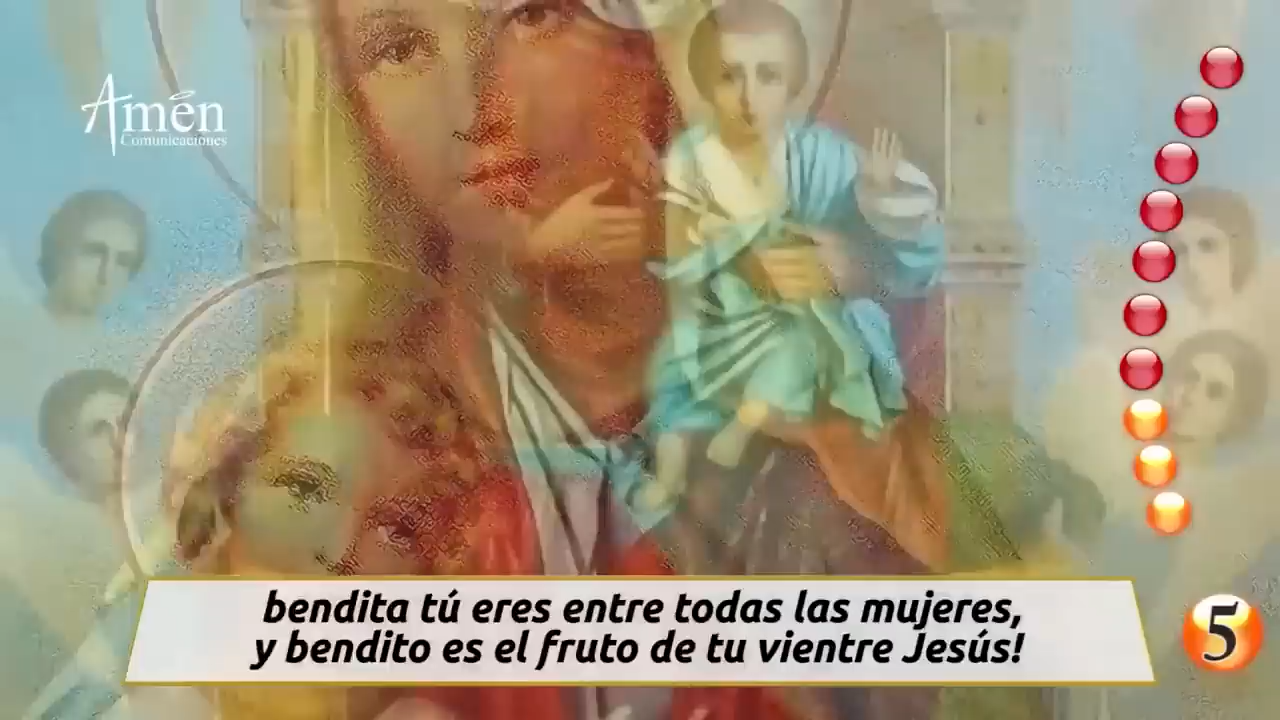 Amén
Comunicaciones
bendita tú eres entre todas las mujeres,
y bendito es el fruto de tu vientre Jesús!
5